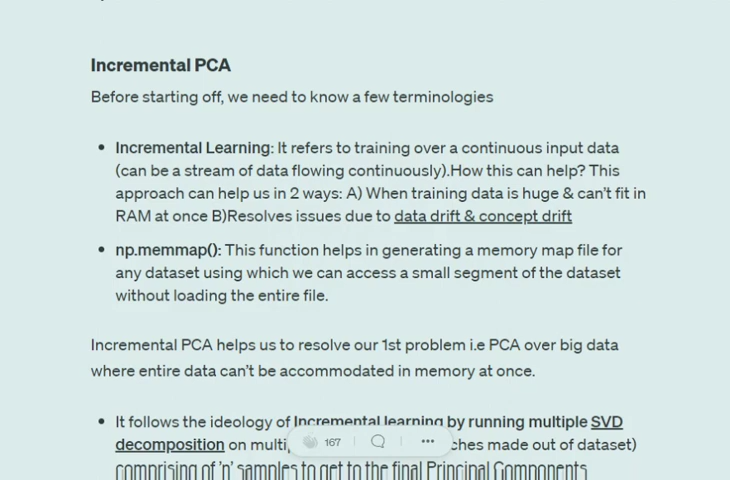 Incremental PCA
Before starting off, we need to know a few terminologies
• Incremental Learning: It refers to training over a continuous input data
(can be a stream of data flowing continuously).How this can help? This
approach can help us in 2 ways: A) When training data is huge & can't fit in
RAM at once B)Resolves issues due to data drift & concept drift
• np.memmap(): This function helps in generating a memory map file for
any dataset using which we can access a small segment of the dataset
without loading the entire file.
Incremental PCA helps us to resolve our 1st problem i.e PCA over big data
where entire data can't be accommodated in memory at once.
• It follows the ideology of Incremental learning by running multiple SVD
decomposition on made out of dataset)
167
comprising of 'n' samples to get to the final Principal Components